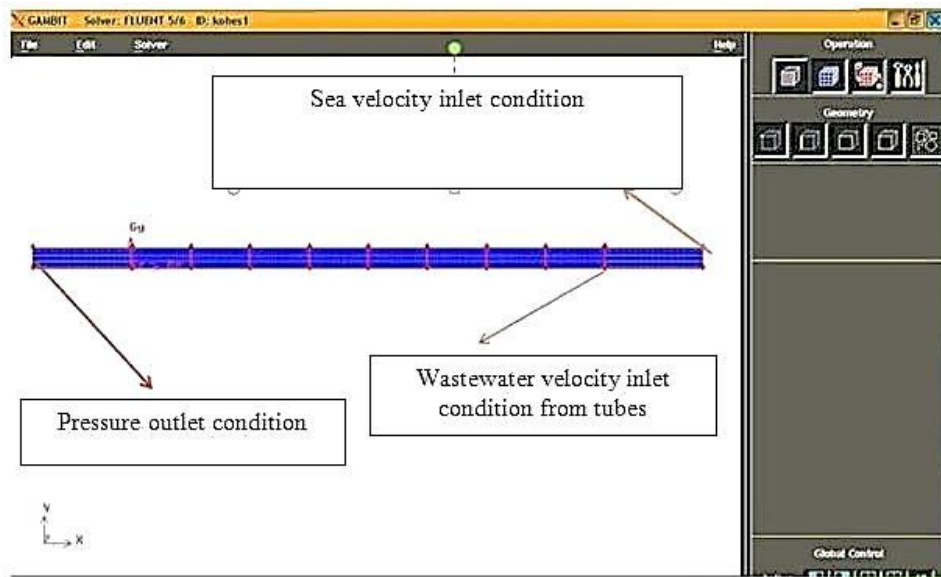 GAMBIT Solver: FLUENT 5/6 ID: kohes1
File Edit Solver Help
Operation
Geometry
Sea velocity inlet condition
Gy
Wastewater velocity inlet
condition from tubes
Pressure outlet condition
Y
Z X
Global Control